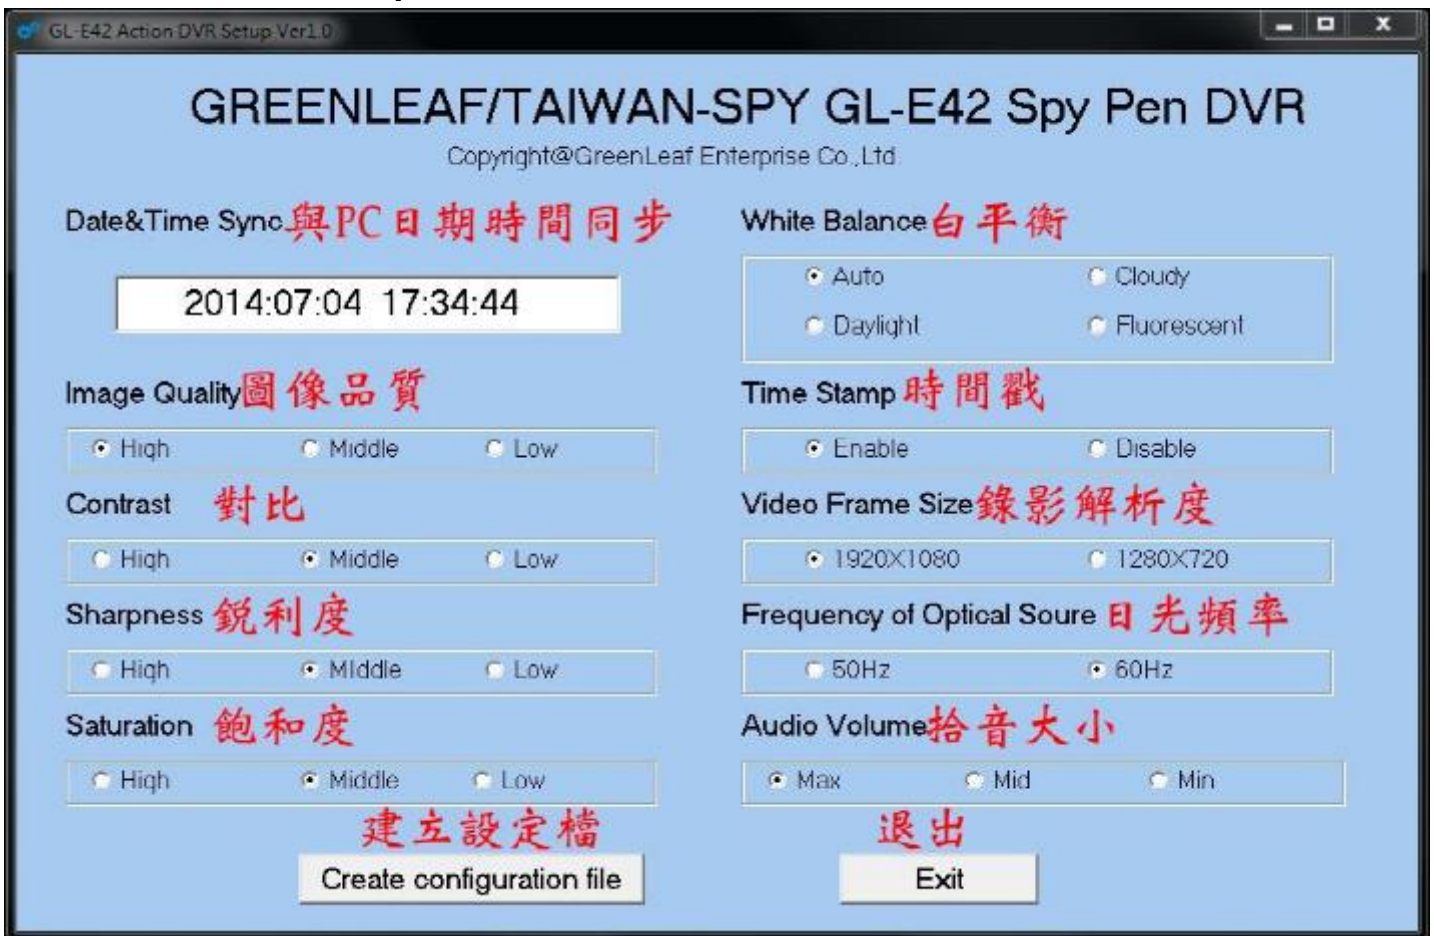 GL-E42 Action DVR Setup Ver1.0
GREENLEAF/TAIWAN-SPY GL-E42 Spy Pen DVR
Copyright@GreenLeaf Enterprise Co.,Ltd.
Date&Time Sync與PC日期時間同步
2014:07:04 17:34:44
Image Quality圖像品質
High Middle Low
Contrast 對比
High Middle Low
Sharpness 銳利度
High MIddle Low
Saturation 飽和度
High Middle Low
White Balance白平衡
Auto Cloudy
Daylight Fluorescent
Time Stamp 時間戳
Enable Disable
Video Frame Size錄影解析度
1920X1080 1280X720
Frequency of Optical Soure 日光頻率
50Hz 60Hz
Audio Volume拾音大小
Max Mid Min
建立設定檔 退出
Create configuration file Exit